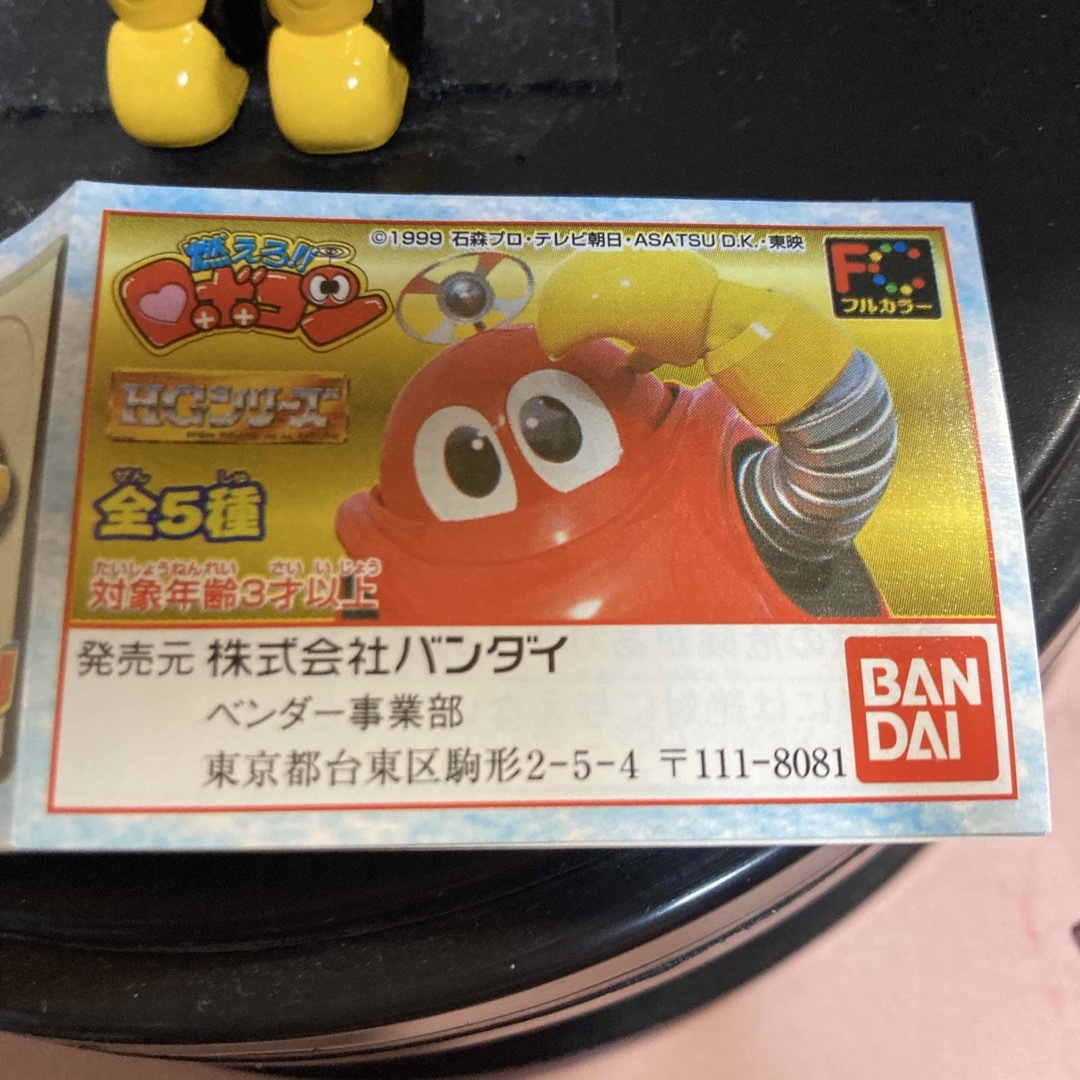 ©1999 石森プロ・テレビ朝日・ASATSU D.K.・東映
燃えろ!!
ロボコン
FC
フルカラー
HGシリーズ
ぜん しゅ
全5種
たいしょうねんれい さい いじょう
対象年齢3才以上
発売元 株式会社バンダイ
ベンダー事業部
東京都台東区駒形2-5-4 〒111-8081
BAN
DAI